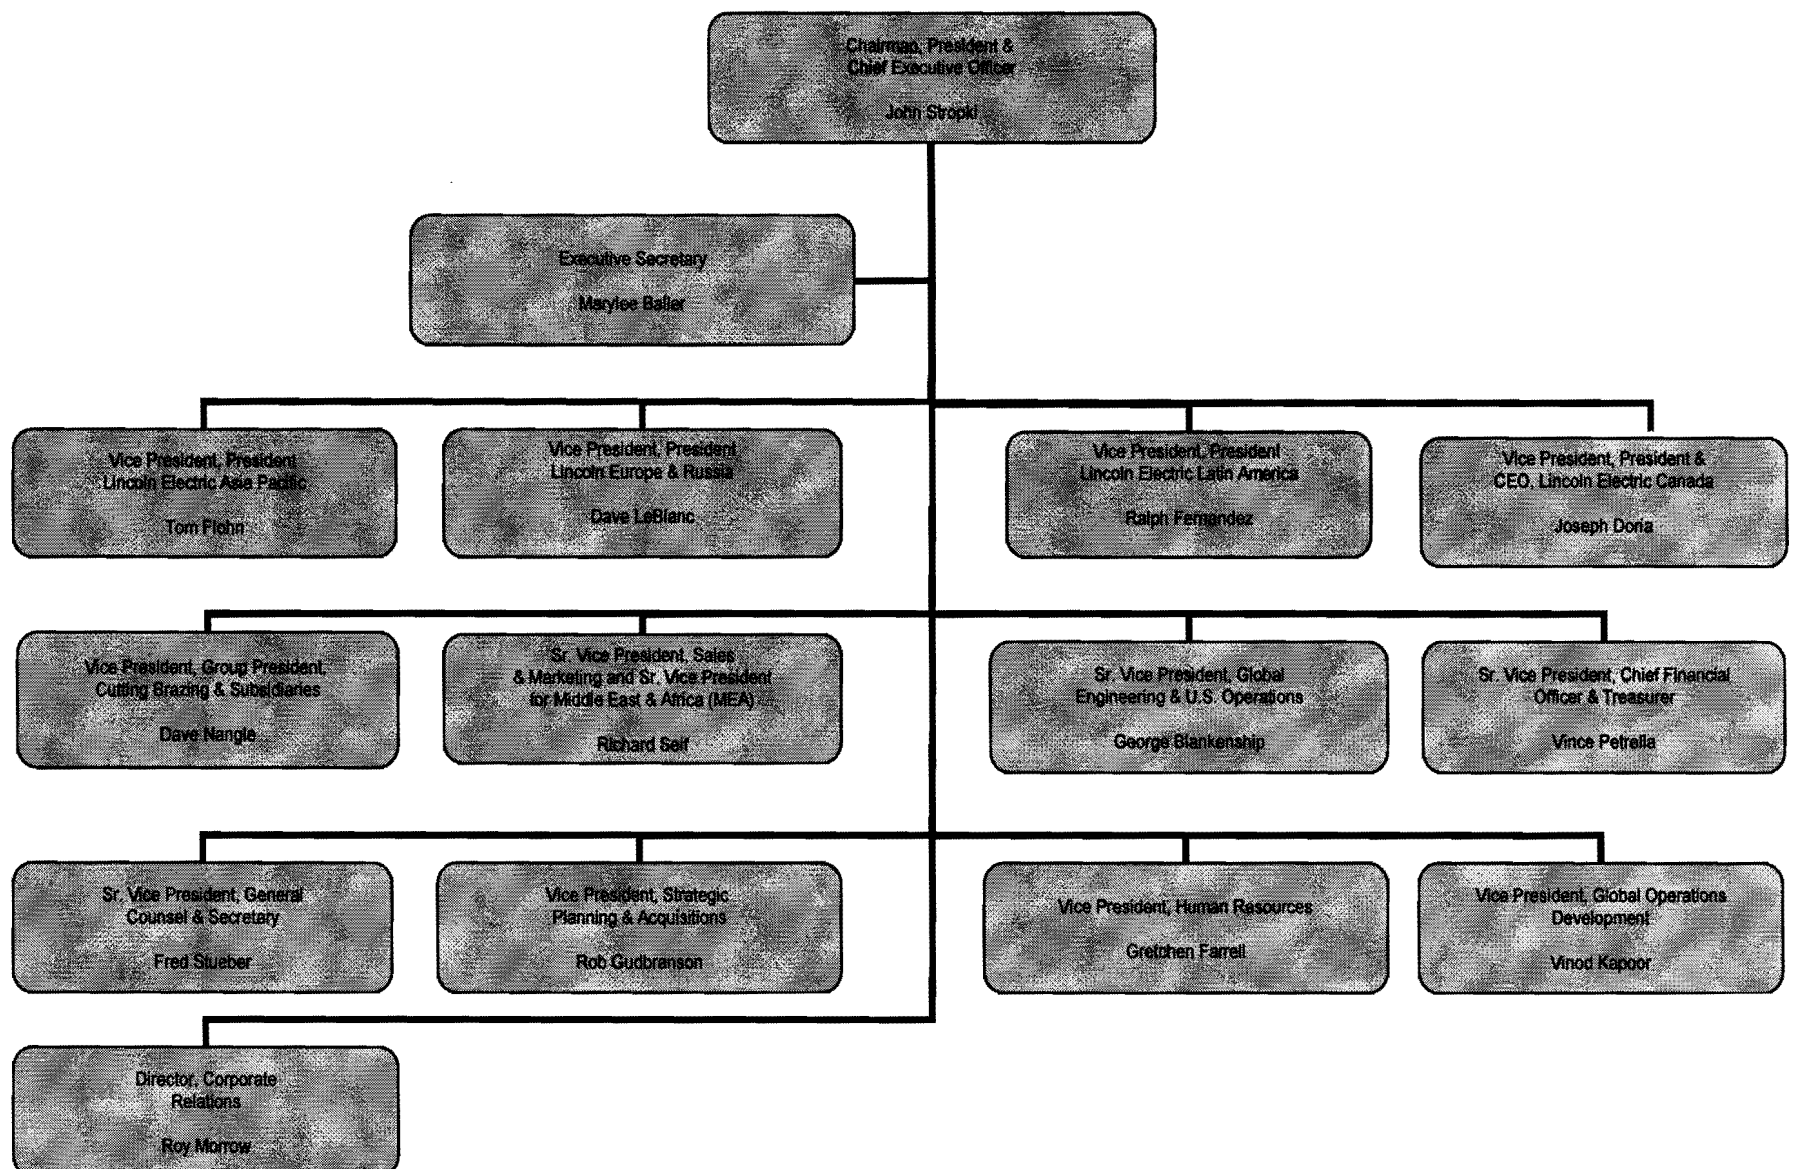 Chairman, President &
Chief Executive Officer
John Stropki
Executive Secretary
Marylee Baller
Vice President, President
Lincoln Electric Asia Pacific
Tom Flohn
Vice President, President
Lincoln Europe & Russia
Dave LeBlanc
Vice President, President
Lincoln Electric Latin America
Ralph Fernandez
Vice President, President &
CEO, Lincoln Electric Canada
Joseph Doria
Vice President, Group President,
Cutting Brazing & Subsidiaries
Dave Nangle
Sr. Vice President, Sales
& Marketing and Sr. Vice President
for Middle East & Africa (MEA)
Richard Seif
Sr. Vice President, Global
Engineering & U.S. Operations
George Blankenship
Sr. Vice President, Chief Financial
Officer & Treasurer
Vince Petrella
Sr. Vice President, General
Counsel & Secretary
Fred Stueber
Vice President, Strategic
Planning & Acquisitions
Rob Gudbranson
Vice President, Human Resources
Gretchen Farrell
Vice President, Global Operations
Development
Vinod Kapoor
Director, Corporate
Relations
Roy Morrow